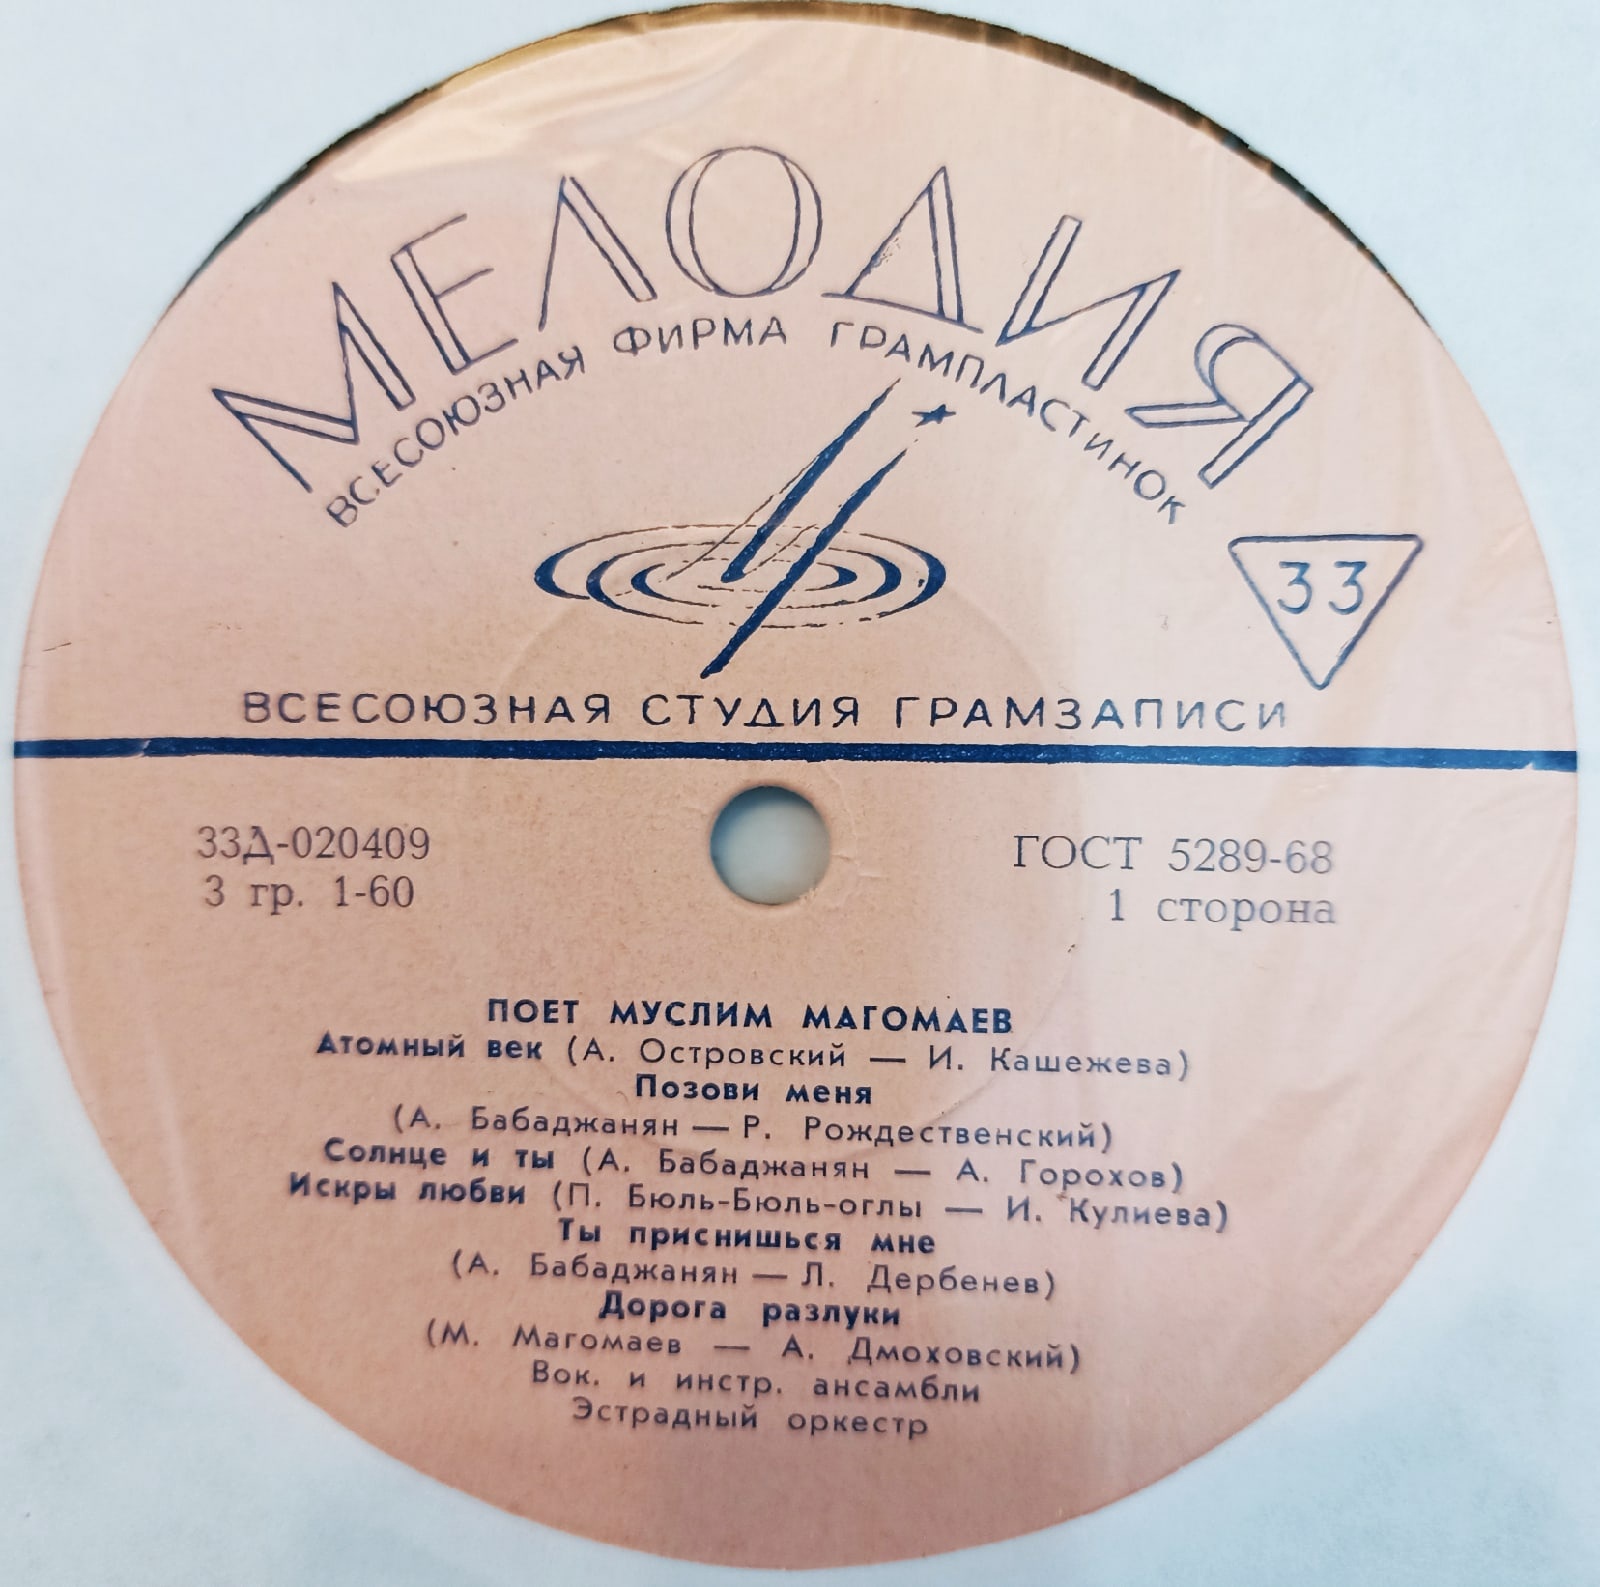 МЕЛОДИЯ
ВСЕСОЮЗНАЯ ФИРМА ГРАМПЛАСТИНОК
33
ВСЕСОЮЗНАЯ СТУДИЯ ГРАМЗАПИСИ
33Д-020409
3 гр. 1-60
ГОСТ 5289-68
1 сторона
ПОЕТ МУСЛИМ МАГОМАЕВ
Атомный век (А. Островский — И. Кашежева)
Позови меня
(А. Бабаджанян — Р. Рождественский)
Солнце и ты (А. Бабаджанян — А. Горохов)
Искры любви (П. Бюль-Бюль-оглы — И. Кулиева)
Ты приснишься мне
(А. Бабаджанян — Л. Дербенев)
Дорога разлуки
(М. Магомаев — А. Дмоховский)
Вок. и инстр. ансамбли
Эстрадный оркестр